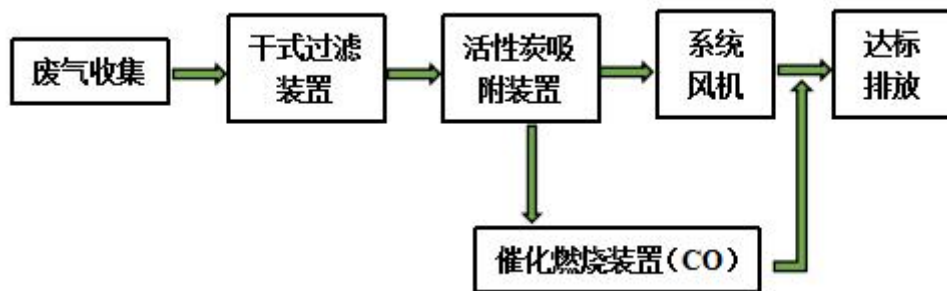 废气收集
干式过滤
装置
活性炭吸
附装置
系统
风机
达标
排放
催化燃烧装置(CO)